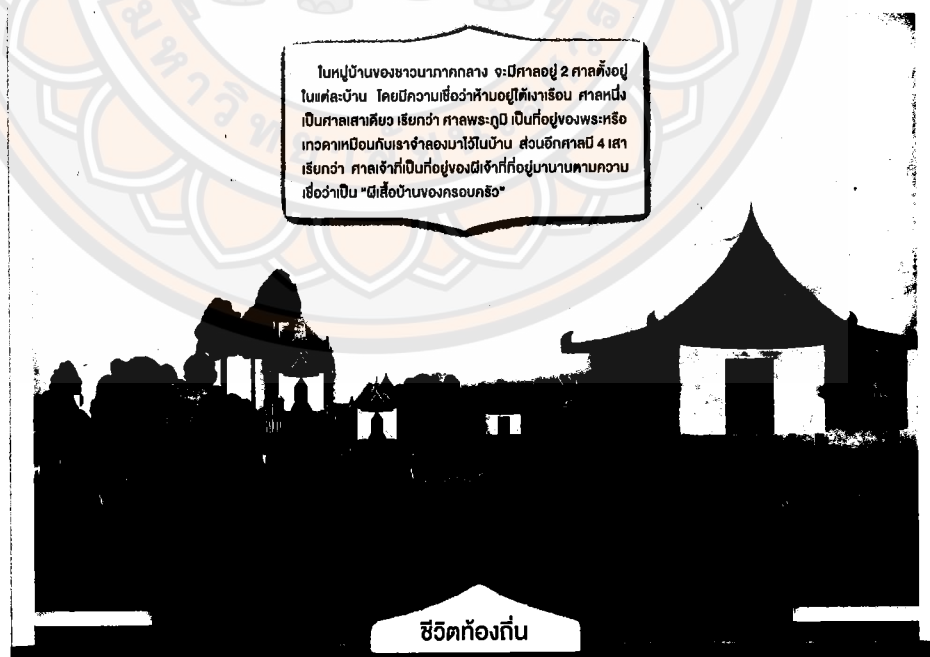 ในหมู่บ้านของชาวนาภาคกลาง จะมีศาลอยู่ 2 ศาลตั้งอยู่
ในแต่ละบ้าน โดยมีความเชื่อว่าห้ามอยู่ใต้เงาเรือน ศาลหนึ่ง
เป็นศาลเสาเดียว เรียกว่า ศาลพระภูมิ เป็นที่อยู่ของพระหรือ
เทวดาเหมือนกับเราจำลองมาไว้ในบ้าน ส่วนอีกศาลมี 4 เสา
เรียกว่า ศาลเจ้าที่เป็นที่อยู่ของผีเจ้าที่ที่อยู่มานานตามความ
เชื่อว่าเป็น "ผีเสื้อบ้านของครอบครัว"
ชีวิตท้องถิ่น